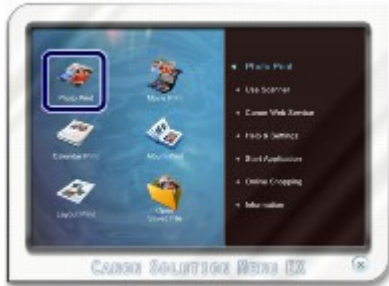 Photo Print
Movie Print
Calendar Print
Album Print
Layout Print
Open
Saved File
Photo Print
Use Scanner
Canon Web Service
Help & Settings
Start Application
Online Shopping
Information
CANON SOLUTION MENU EX